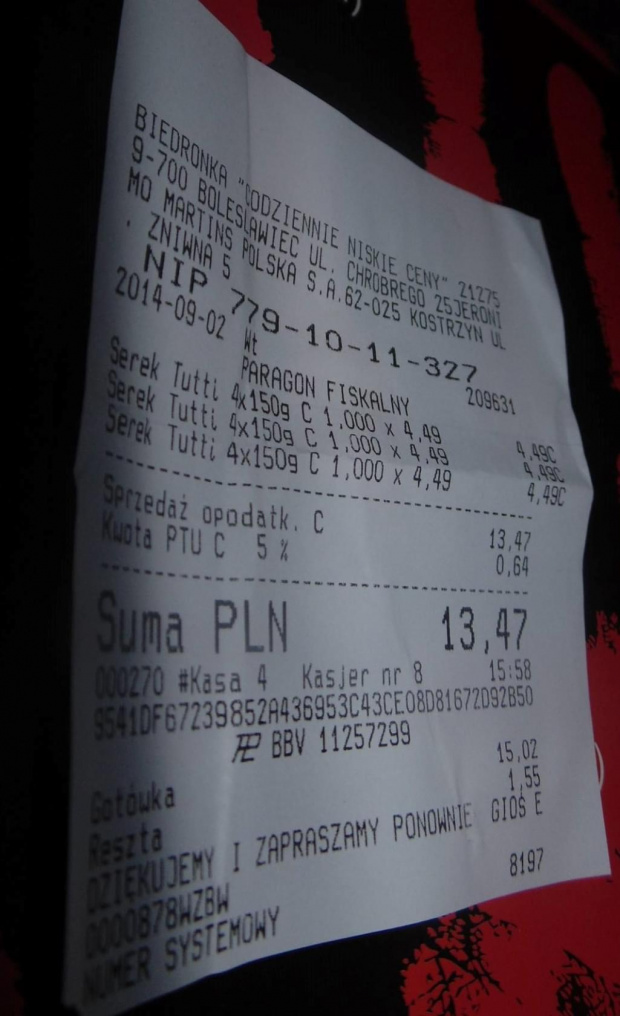 BIEDRONKA "CODZIENNIE NISKIE CENY" 21275
9-700 BOLESŁAWIEC UL. CHROBREGO 25JERONI
MO MARTINS POLSKA S.A.62-025 KOSTRZYN UL
. ŻNIWNA 5
NIP 779-10-11-327
2014-09-02 Wt 209631
PARAGON FISKALNY
Serek Tutti 4x150g C 1,000 x 4,49 4,49C
Serek Tutti 4x150g C 1,000 x 4,49 4,49C
Serek Tutti 4x150g C 1,000 x 4,49 4,49C
Sprzedaż opodatk. C 13,47
Kwota PTU C 5 % 0,64
Suma PLN 13,47
000270 #Kasa 4 Kasjer nr 8 15:58
9541DF67239852A436953C43CE08D81672D92B50
BBV 11257299
Gotówka 15,02
Reszta 1,55
DZIĘKUJEMY I ZAPRASZAMY PONOWNIE GIOŚ E
0000878WZBW
NUMER SYSTEMOWY 8197